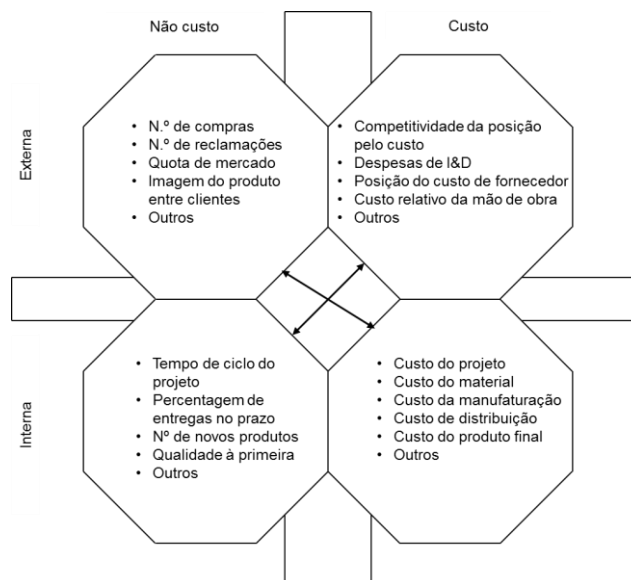 Não custo
Custo
Externa
• N.º de compras
• N.º de reclamações
• Quota de mercado
• Imagem do produto
entre clientes
• Outros
• Competitividade da posição
pelo custo
• Despesas de I&D
• Posição do custo de fornecedor
• Custo relativo da mão de obra
• Outros
Interna
• Tempo de ciclo do
projeto
• Percentagem de
entregas no prazo
• Nº de novos produtos
• Qualidade à primeira
• Outros
• Custo do projeto
• Custo do material
• Custo da manufaturação
• Custo de distribuição
• Custo do produto final
• Outros